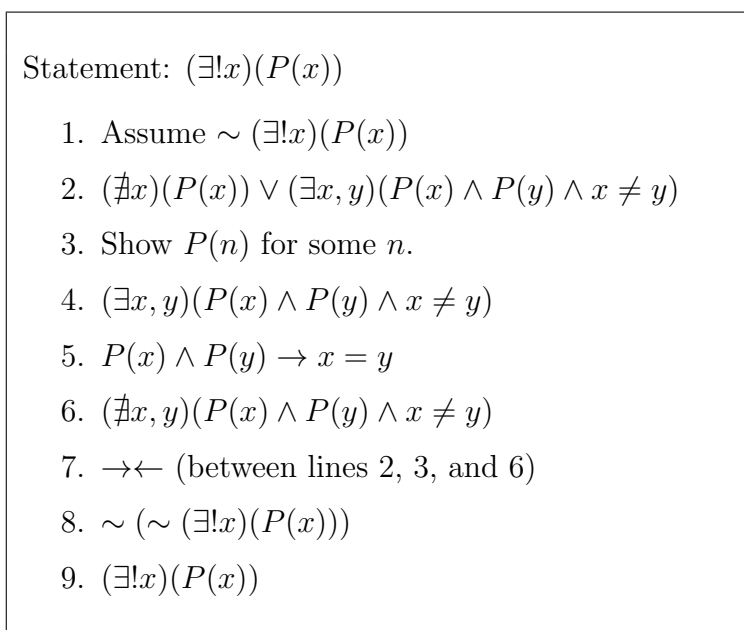 Statement: (∃!x)(P(x))
1. Assume ∼ (∃!x)(P(x))
2. (∄x)(P(x)) ∨ (∃x, y)(P(x) ∧ P(y) ∧ x ≠ y)
3. Show P(n) for some n.
4. (∃x, y)(P(x) ∧ P(y) ∧ x ≠ y)
5. P(x) ∧ P(y) → x = y
6. (∄x, y)(P(x) ∧ P(y) ∧ x ≠ y)
7. →← (between lines 2, 3, and 6)
8. ∼ (∼ (∃!x)(P(x)))
9. (∃!x)(P(x))